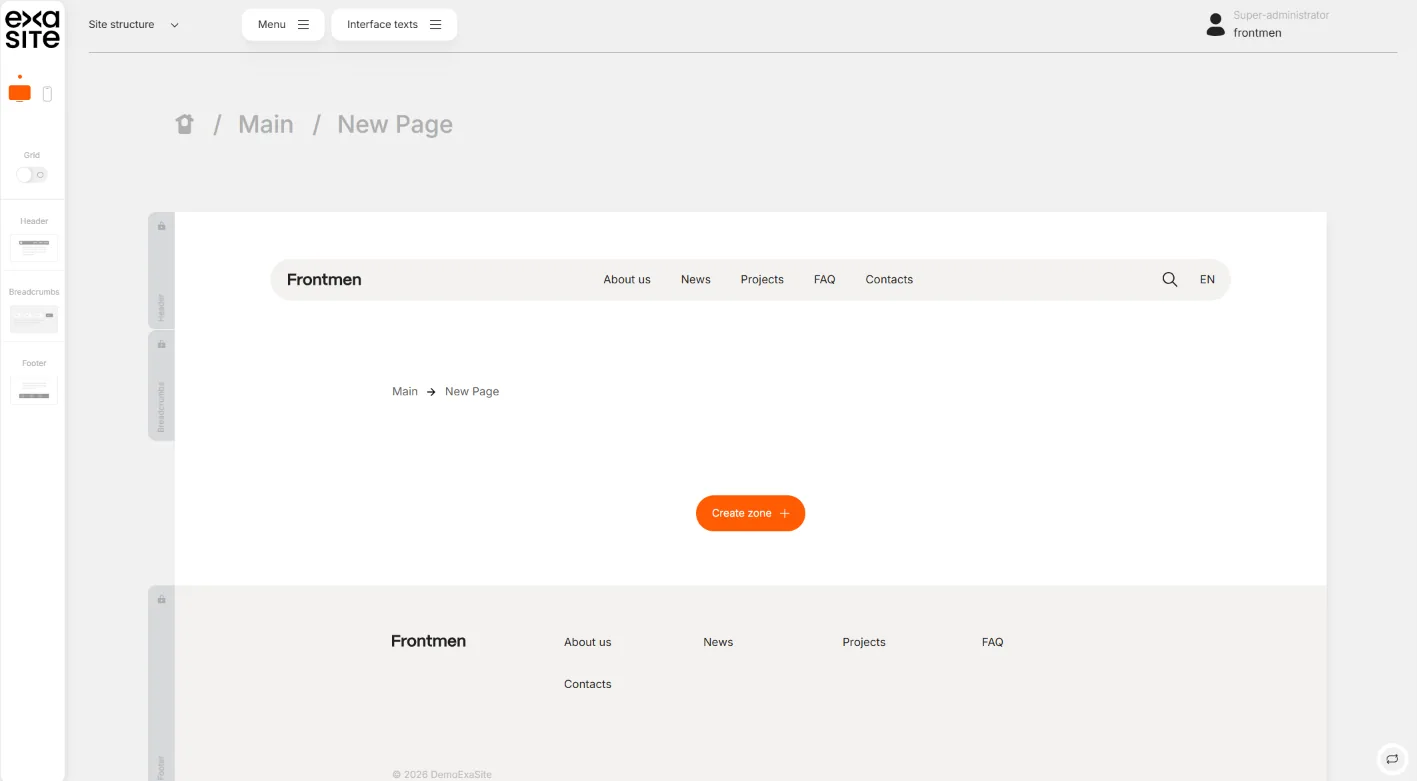 exa
SITE
Site structure
Menu
Interface texts
Super-administrator
frontmen
/ Main / New Page
Grid
Header
Breadcrumbs
Footer
Header
Frontmen
About us
News
Projects
FAQ
Contacts
EN
Breadcrumbs
Main → New Page
Create zone +
Footer
Frontmen
About us
News
Projects
FAQ
Contacts
© 2026 DemoExaSite